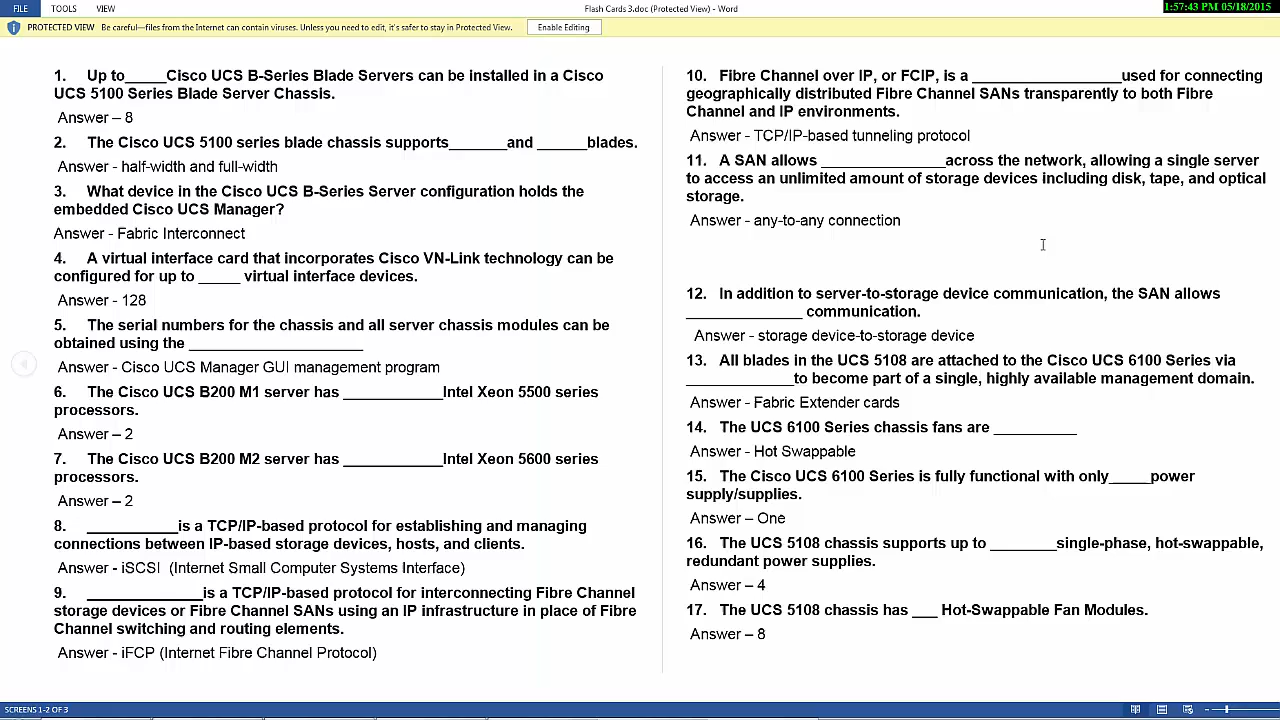 FILE TOOLS VIEW
Flash Cards 3.doc (Protected View) - Word
1:57:43 PM 05/18/2015
PROTECTED VIEW Be careful—files from the Internet can contain viruses. Unless you need to edit, it's safer to stay in Protected View. Enable Editing
1. Up to_____Cisco UCS B-Series Blade Servers can be installed in a Cisco
UCS 5100 Series Blade Server Chassis.
Answer – 8
2. The Cisco UCS 5100 series blade chassis supports_______and ______blades.
Answer - half-width and full-width
3. What device in the Cisco UCS B-Series Server configuration holds the
embedded Cisco UCS Manager?
Answer - Fabric Interconnect
4. A virtual interface card that incorporates Cisco VN-Link technology can be
configured for up to _____ virtual interface devices.
Answer - 128
5. The serial numbers for the chassis and all server chassis modules can be
obtained using the _____________________
Answer - Cisco UCS Manager GUI management program
6. The Cisco UCS B200 M1 server has ____________Intel Xeon 5500 series
processors.
Answer – 2
7. The Cisco UCS B200 M2 server has ____________Intel Xeon 5600 series
processors.
Answer – 2
8. ___________is a TCP/IP-based protocol for establishing and managing
connections between IP-based storage devices, hosts, and clients.
Answer - iSCSI (Internet Small Computer Systems Interface)
9. ______________is a TCP/IP-based protocol for interconnecting Fibre Channel
storage devices or Fibre Channel SANs using an IP infrastructure in place of Fibre
Channel switching and routing elements.
Answer - iFCP (Internet Fibre Channel Protocol)
10. Fibre Channel over IP, or FCIP, is a __________________used for connecting
geographically distributed Fibre Channel SANs transparently to both Fibre
Channel and IP environments.
Answer - TCP/IP-based tunneling protocol
11. A SAN allows _______________across the network, allowing a single server
to access an unlimited amount of storage devices including disk, tape, and optical
storage.
Answer - any-to-any connection
12. In addition to server-to-storage device communication, the SAN allows
______________ communication.
Answer - storage device-to-storage device
13. All blades in the UCS 5108 are attached to the Cisco UCS 6100 Series via
_____________to become part of a single, highly available management domain.
Answer - Fabric Extender cards
14. The UCS 6100 Series chassis fans are __________
Answer - Hot Swappable
15. The Cisco UCS 6100 Series is fully functional with only_____power
supply/supplies.
Answer – One
16. The UCS 5108 chassis supports up to ________single-phase, hot-swappable,
redundant power supplies.
Answer – 4
17. The UCS 5108 chassis has ___ Hot-Swappable Fan Modules.
Answer – 8
SCREENS 1-2 OF 3